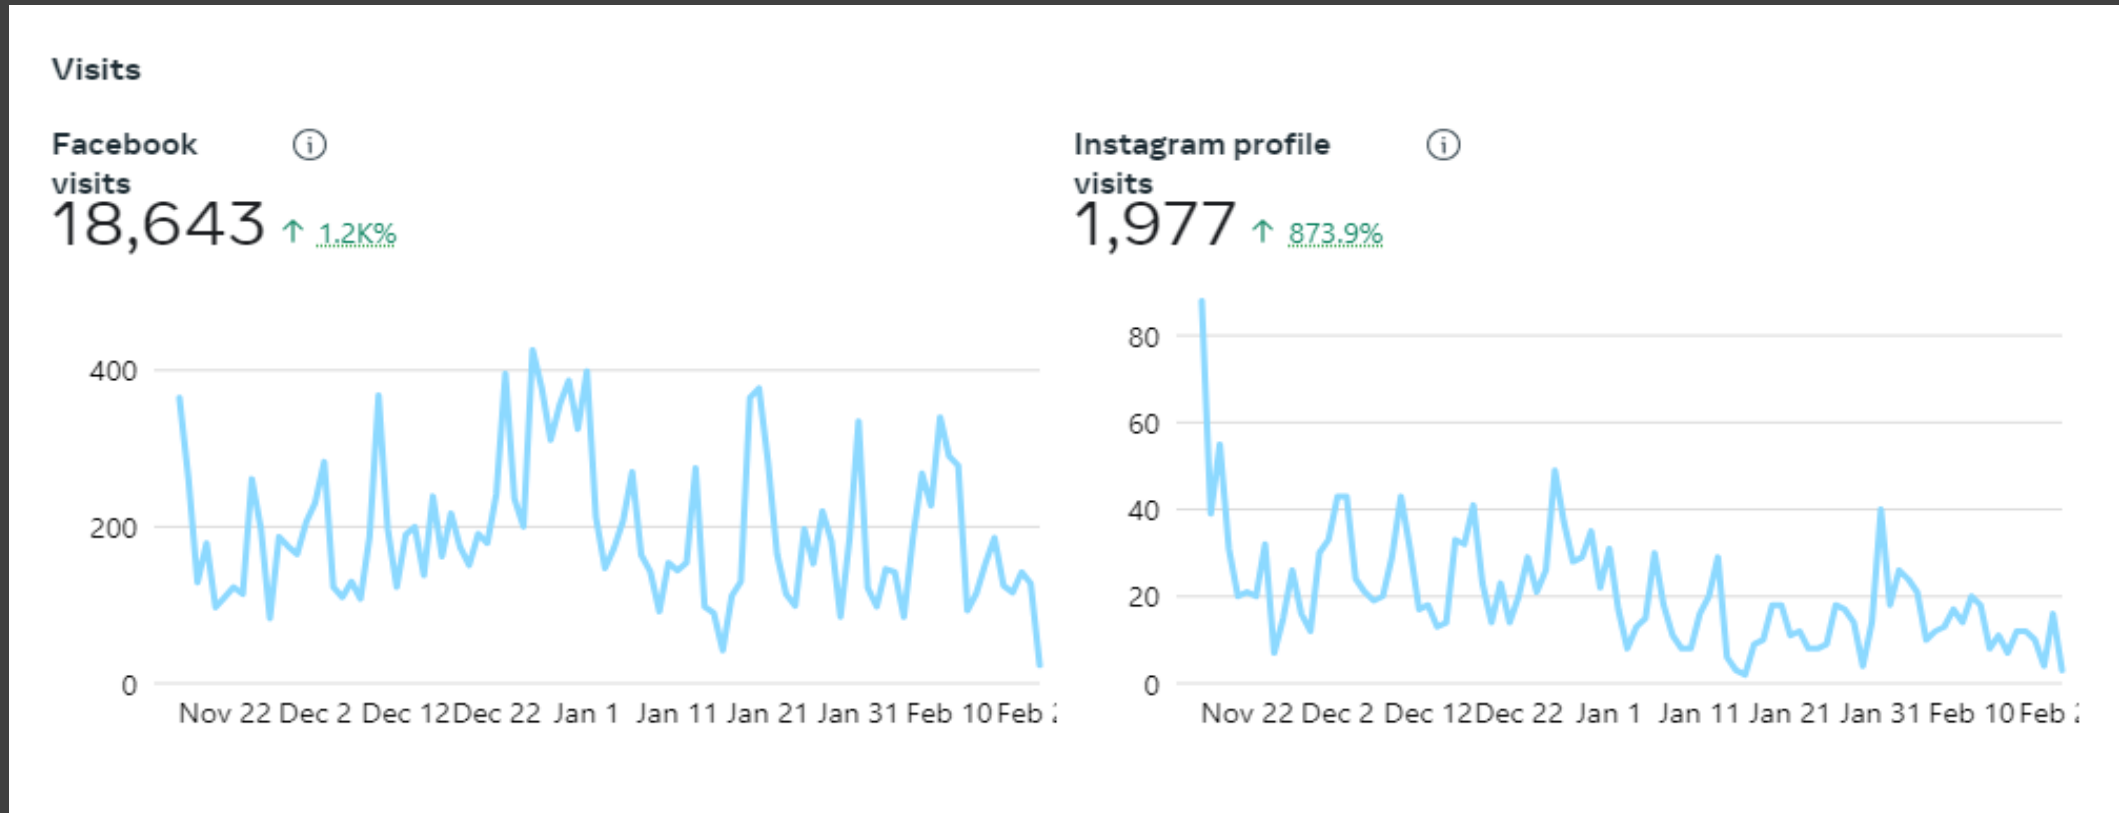 Visits
Facebook
visits
18,643 ↑ 1.2K%
400
200
0
Nov 22 Dec 2 Dec 12 Dec 22 Jan 1 Jan 11 Jan 21 Jan 31 Feb 10 Feb
Instagram profile
visits
1,977 ↑ 873.9%
80
60
40
20
0
Nov 22 Dec 2 Dec 12 Dec 22 Jan 1 Jan 11 Jan 21 Jan 31 Feb 10 Feb